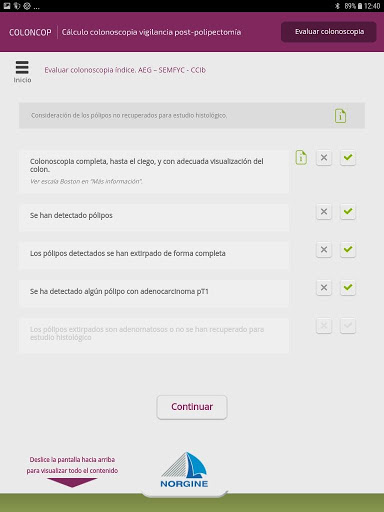 ... 89% 12:40
COLONCOP Cálculo colonoscopia vigilancia post-polipectomía Evaluar colonoscopia
Inicio Evaluar colonoscopia índice. AEG – SEMFYC - CCIb
Consideración de los pólipos no recuperados para estudio histológico.
Colonoscopia completa, hasta el ciego, y con adecuada visualización del
colon.
Ver escala Boston en "Más información".
Se han detectado pólipos
Los pólipos detectados se han extirpado de forma completa
Se ha detectado algún pólipo con adenocarcinoma pT1
Los pólipos extirpados son adenomatosos o no se han recuperado para
estudio histológico
Continuar
Deslice la pantalla hacia arriba
para visualizar todo el contenido
NORGINE